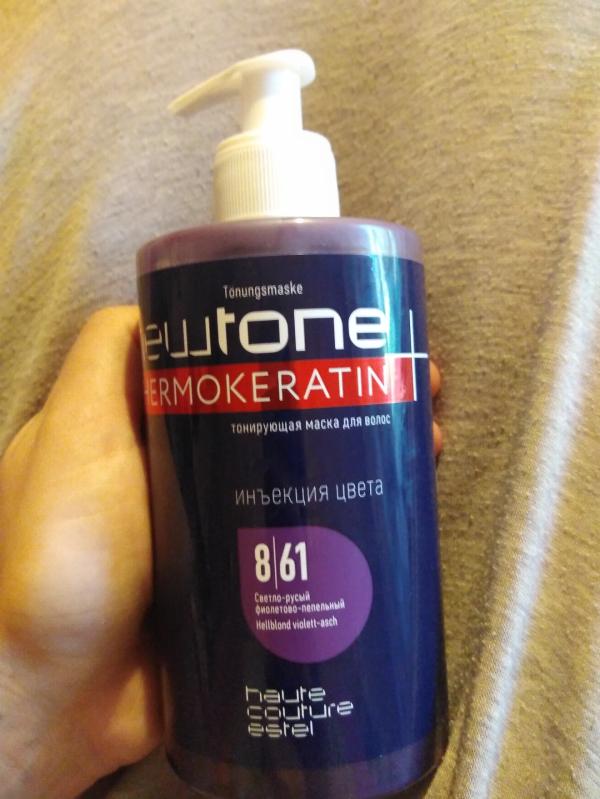 Tönungsmaske
ewtone
HERMOKERATIN
тонирующая маска для волос
инъекция цвета
8|61
Светло-русый
фиолетово-пепельный
Hellblond violett-asch
haute
couture
estel